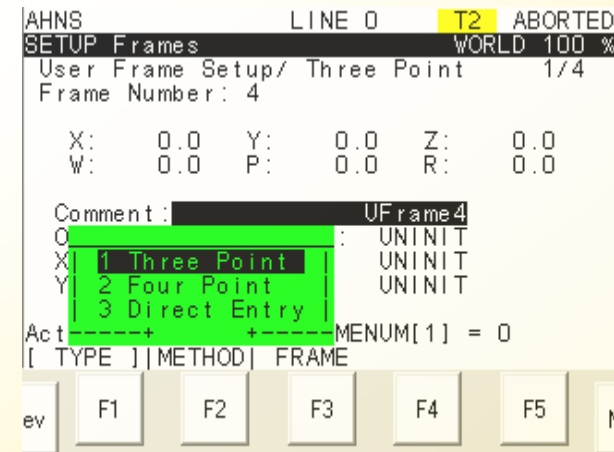 AHNS LINE 0 T2 ABORTED
SETUP Frames WORLD 100 %
User Frame Setup/ Three Point 1/4
Frame Number: 4
X: 0.0 Y: 0.0 Z: 0.0
W: 0.0 P: 0.0 R: 0.0
Comment: UFrame4
O : UNINIT
X 1 Three Point UNINIT
Y 2 Four Point UNINIT
3 Direct Entry
Act -----+ +-----MENUM[1] = 0
[ TYPE ]|METHOD| FRAME
ev F1 F2 F3 F4 F5 N